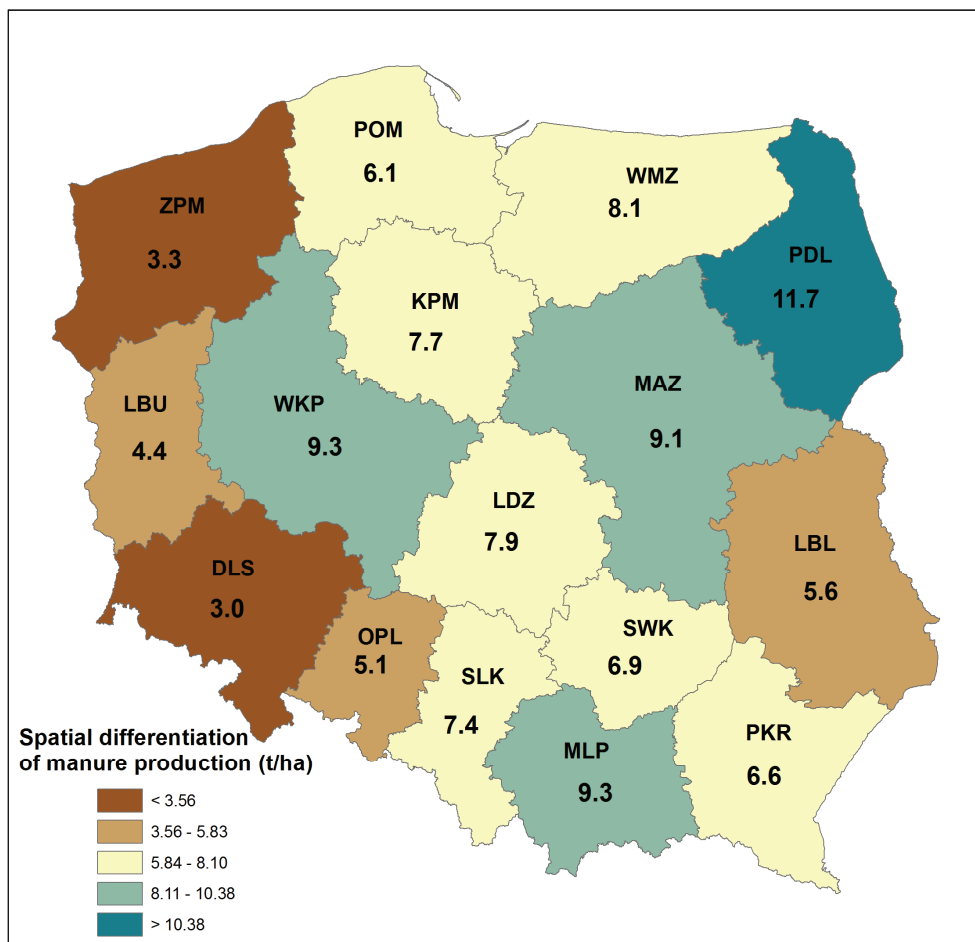 POM
6.1
WMZ
8.1
ZPM
3.3
PDL
11.7
KPM
7.7
MAZ
9.1
LBU
4.4
WKP
9.3
LDZ
7.9
LBL
5.6
DLS
3.0
OPL
5.1
SWK
6.9
SLK
7.4
PKR
6.6
MLP
9.3
Spatial differentiation
of manure production (t/ha)
< 3.56
3.56 - 5.83
5.84 - 8.10
8.11 - 10.38
> 10.38